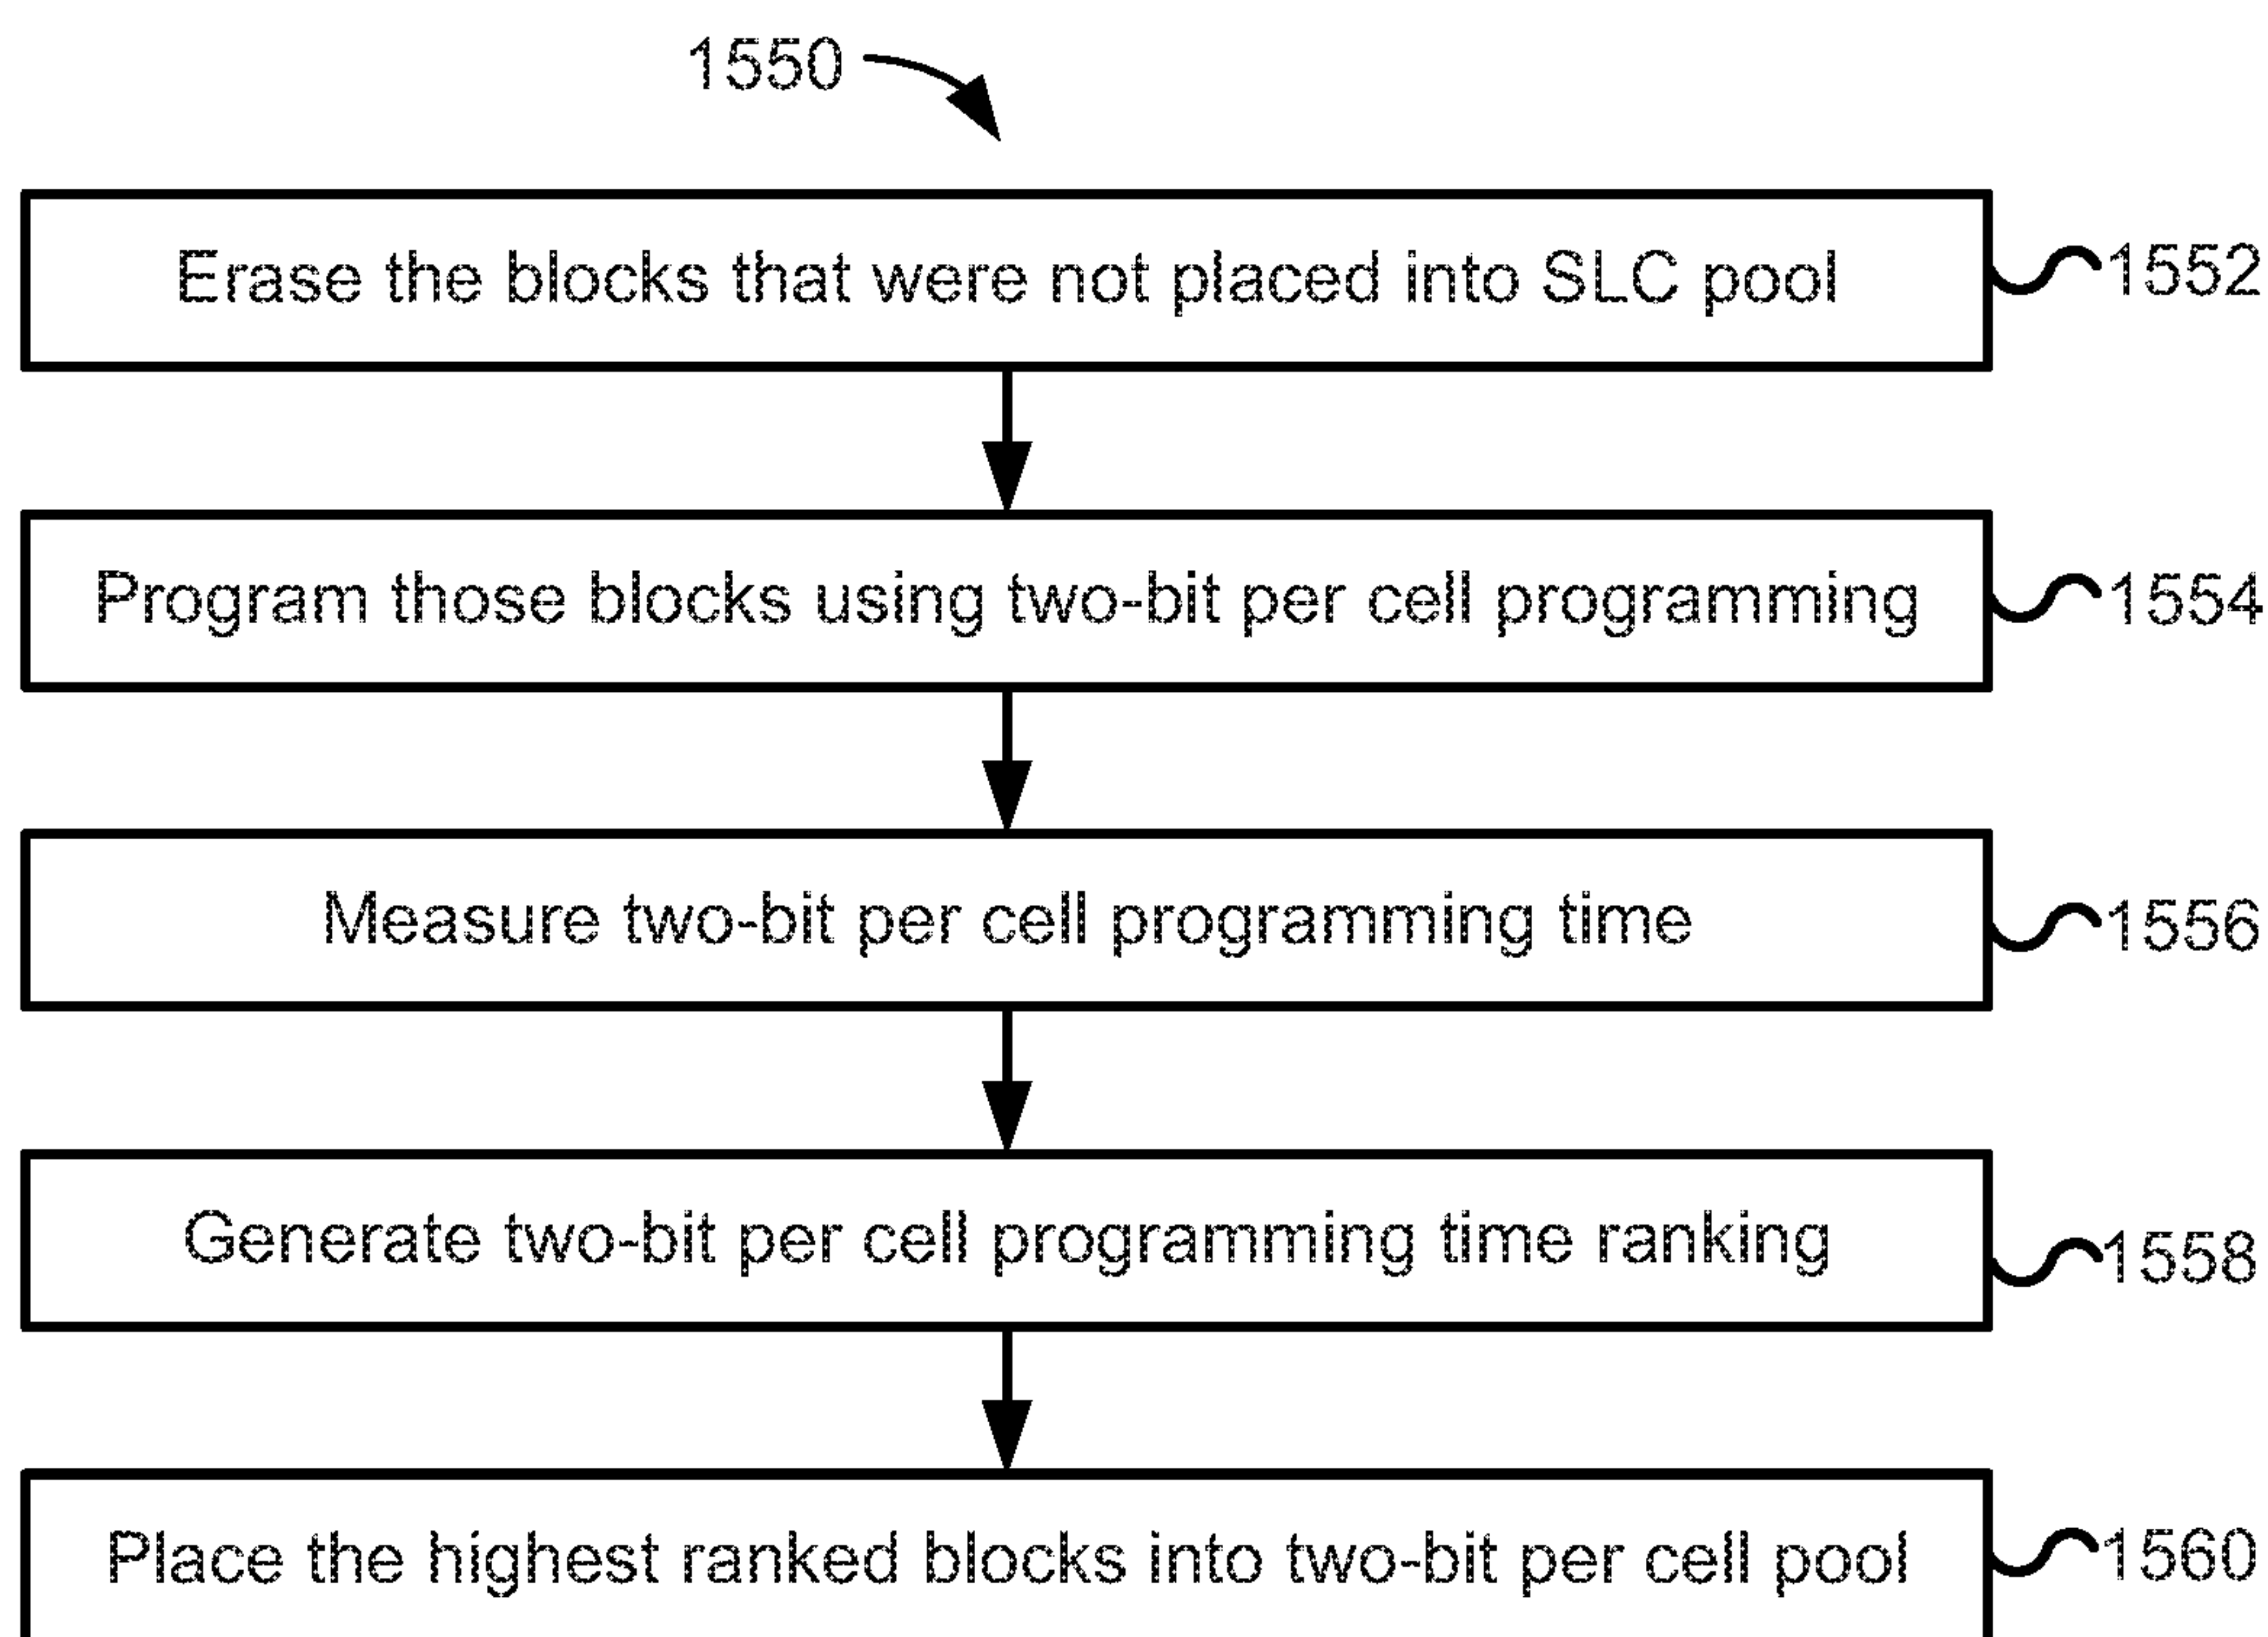 1550
Erase the blocks that were not placed into SLC pool
1552
Program those blocks using two-bit per cell programming
1554
Measure two-bit per cell programming time
1556
Generate two-bit per cell programming time ranking
1558
Place the highest ranked blocks into two-bit per cell pool
1560